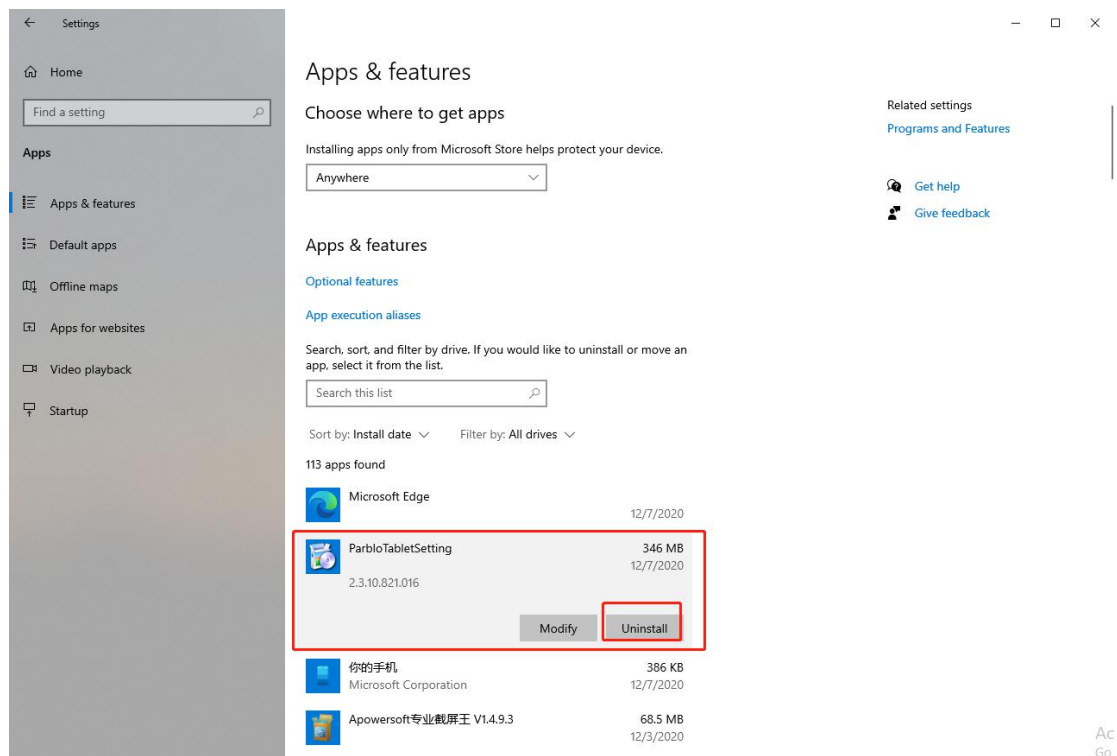 Settings
Home
Find a setting
Apps
Apps & features
Default apps
Offline maps
Apps for websites
Video playback
Startup
Apps & features
Choose where to get apps
Installing apps only from Microsoft Store helps protect your device.
Anywhere
Apps & features
Optional features
App execution aliases
Search, sort, and filter by drive. If you would like to uninstall or move an
app, select it from the list.
Search this list
Sort by: Install date Filter by: All drives
113 apps found
Microsoft Edge
12/7/2020
ParbloTabletSetting 346 MB
12/7/2020
2.3.10.821.016
Modify Uninstall
你的手机 386 KB
Microsoft Corporation 12/7/2020
Apowersoft专业截屏王 V1.4.9.3 68.5 MB
12/3/2020
Related settings
Programs and Features
Get help
Give feedback